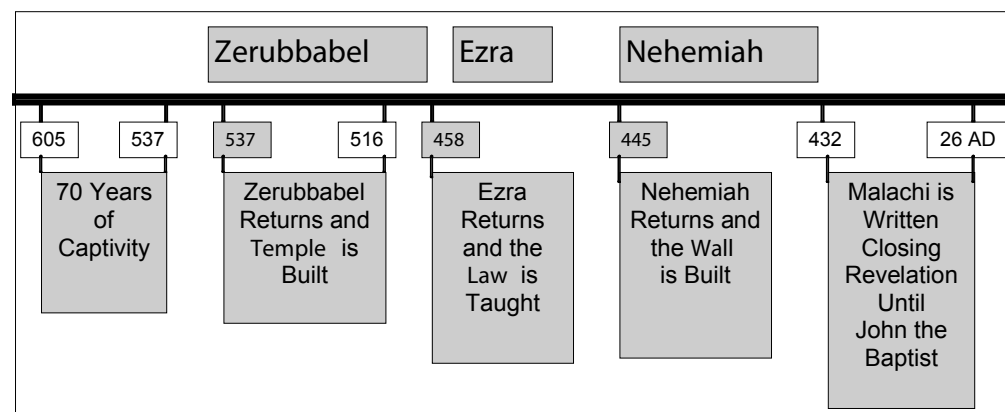 Zerubbabel
Ezra
Nehemiah
605
537
537
516
458
445
432
26 AD
70 Years
of
Captivity
Zerubbabel
Returns and
Temple is
Built
Ezra
Returns
and the
Law is
Taught
Nehemiah
Returns and
the Wall
is Built
Malachi is
Written
Closing
Revelation
Until
John the
Baptist